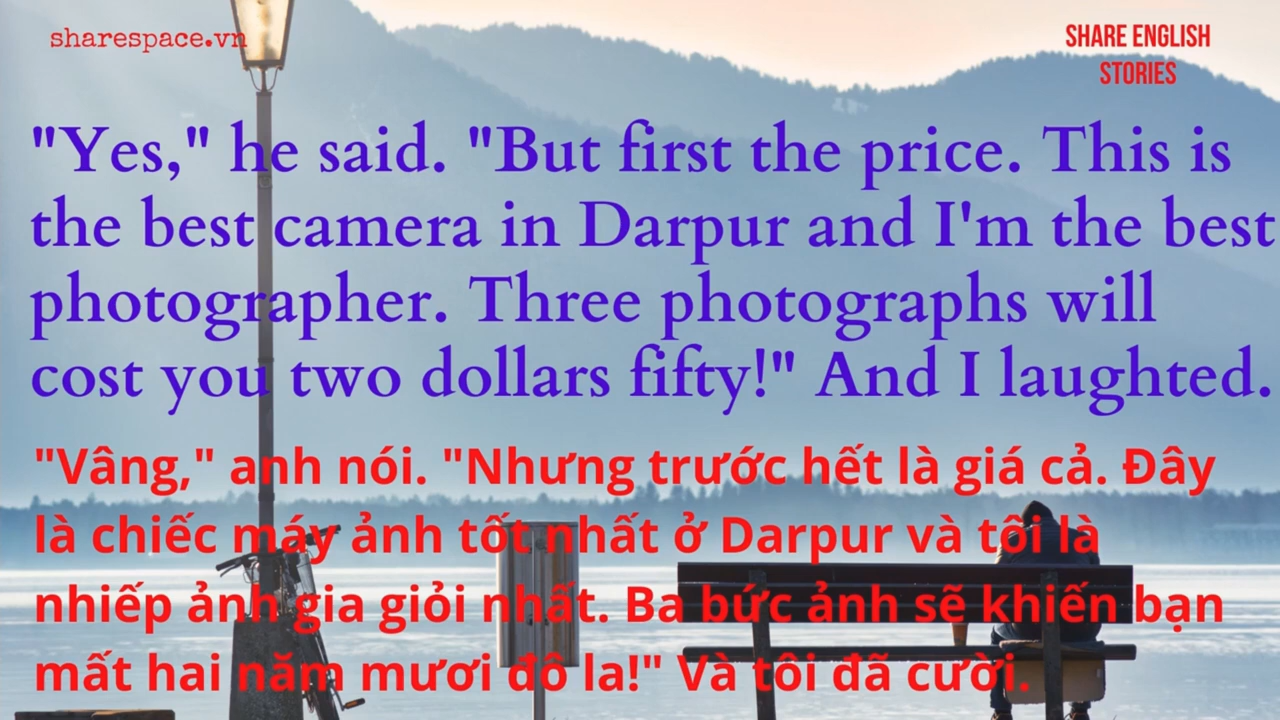 sharespace.vn
SHARE ENGLISH
STORIES
"Yes," he said. "But first the price. This is
the best camera in Darpur and I'm the best
photographer. Three photographs will
cost you two dollars fifty!" And I laughted.
"Vâng," anh nói. "Nhưng trước hết là giá cả. Đây
là chiếc máy ảnh tốt nhất ở Darpur và tôi là
nhiếp ảnh gia giỏi nhất. Ba bức ảnh sẽ khiến bạn
mất hai năm mươi đô la!" Và tôi đã cười.